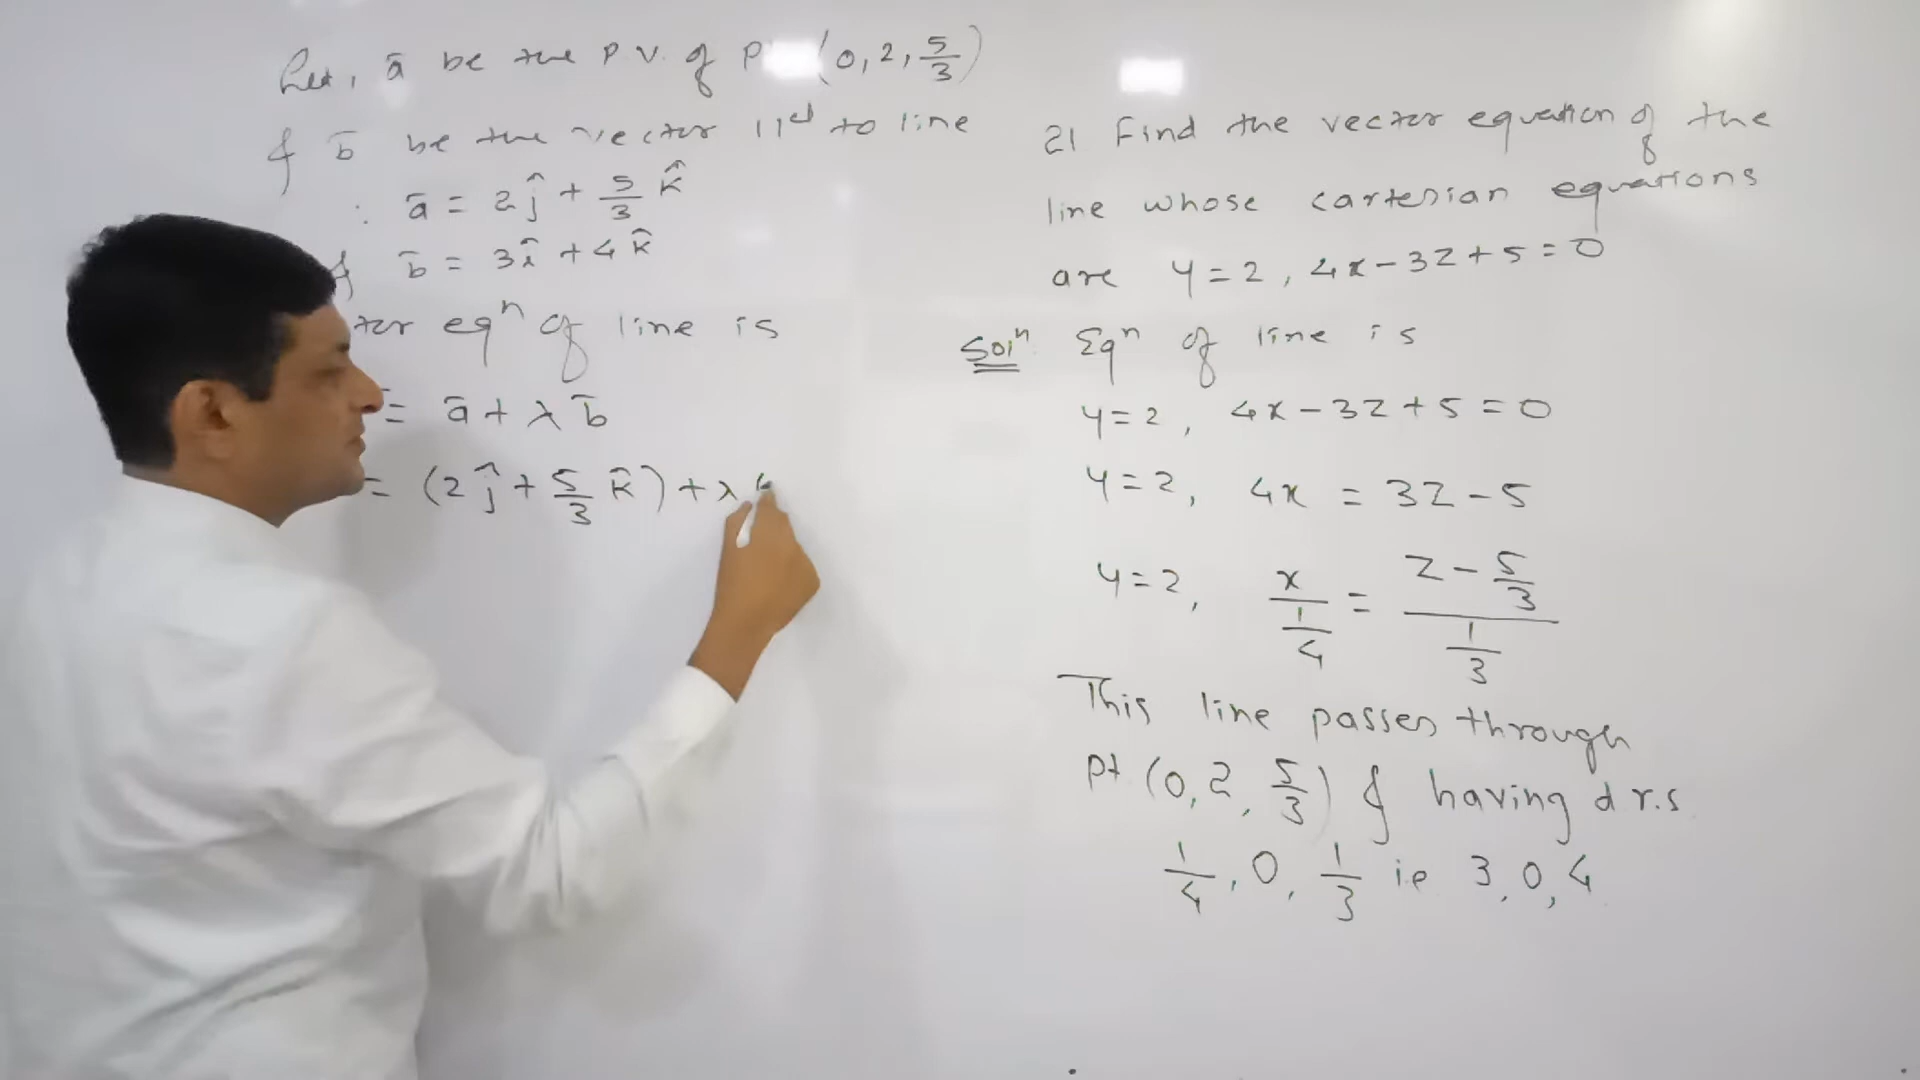 Let, ā be the P.V. of P (0, 2, 5/3)
& b̄ be the vector ||el to line
∴ ā = 2ĵ + 5/3 k̂
& b̄ = 3î + 4k̂
eqⁿ of line is
= ā + λ b̄
= (2ĵ + 5/3 k̂) + λ
21 Find the vector equation of the
line whose cartesian equations
are y = 2, 4x - 3z + 5 = 0
Solⁿ Eqⁿ of line is
y = 2, 4x - 3z + 5 = 0
y = 2, 4x = 3z - 5
y = 2, x/(1/4) = (z - 5/3)/(1/3)
This line passes through
pt (0, 2, 5/3) & having d.r.s
1/4, 0, 1/3 i.e 3, 0, 4